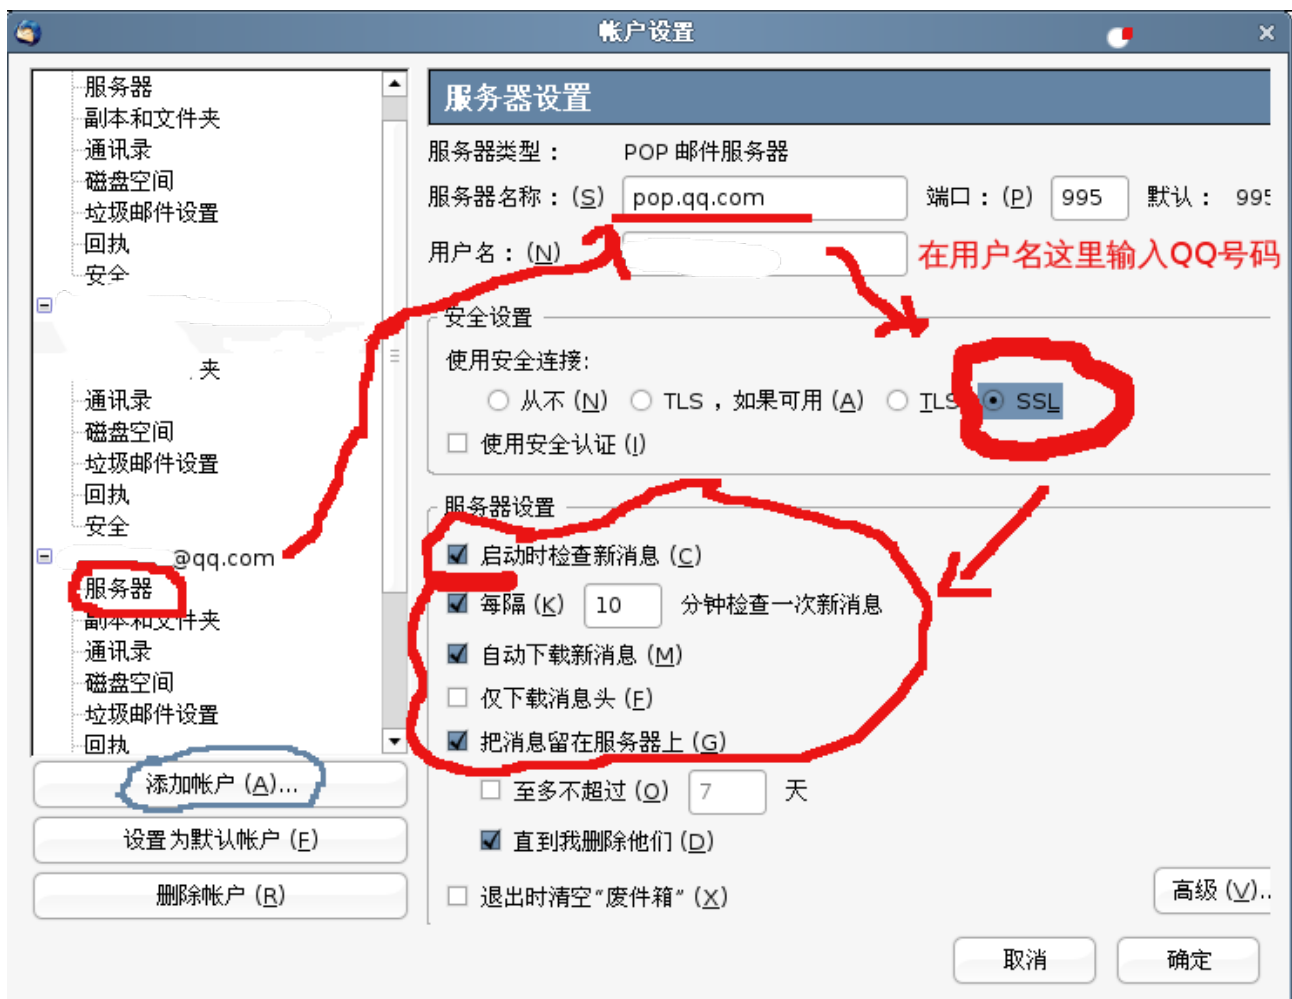 帐户设置
服务器
副本和文件夹
通讯录
磁盘空间
垃圾邮件设置
回执
安全
夹
通讯录
磁盘空间
垃圾邮件设置
回执
安全
@qq.com
服务器
副本和文件夹
通讯录
磁盘空间
垃圾邮件设置
回执
添加帐户 (A)...
设置为默认帐户 (F)
删除帐户 (R)
服务器设置
服务器类型： POP 邮件服务器
服务器名称：(S) pop.qq.com 端口：(P) 995 默认： 995
用户名：(N) 在用户名这里输入QQ号码
安全设置
使用安全连接:
从不 (N) TLS，如果可用 (A) TLS SSL
使用安全认证 (I)
服务器设置
启动时检查新消息 (C)
每隔 (K) 10 分钟检查一次新消息
自动下载新消息 (M)
仅下载消息头 (F)
把消息留在服务器上 (G)
至多不超过 (O) 7 天
直到我删除他们 (D)
退出时清空“废件箱” (X)
高级 (V)..
取消 确定